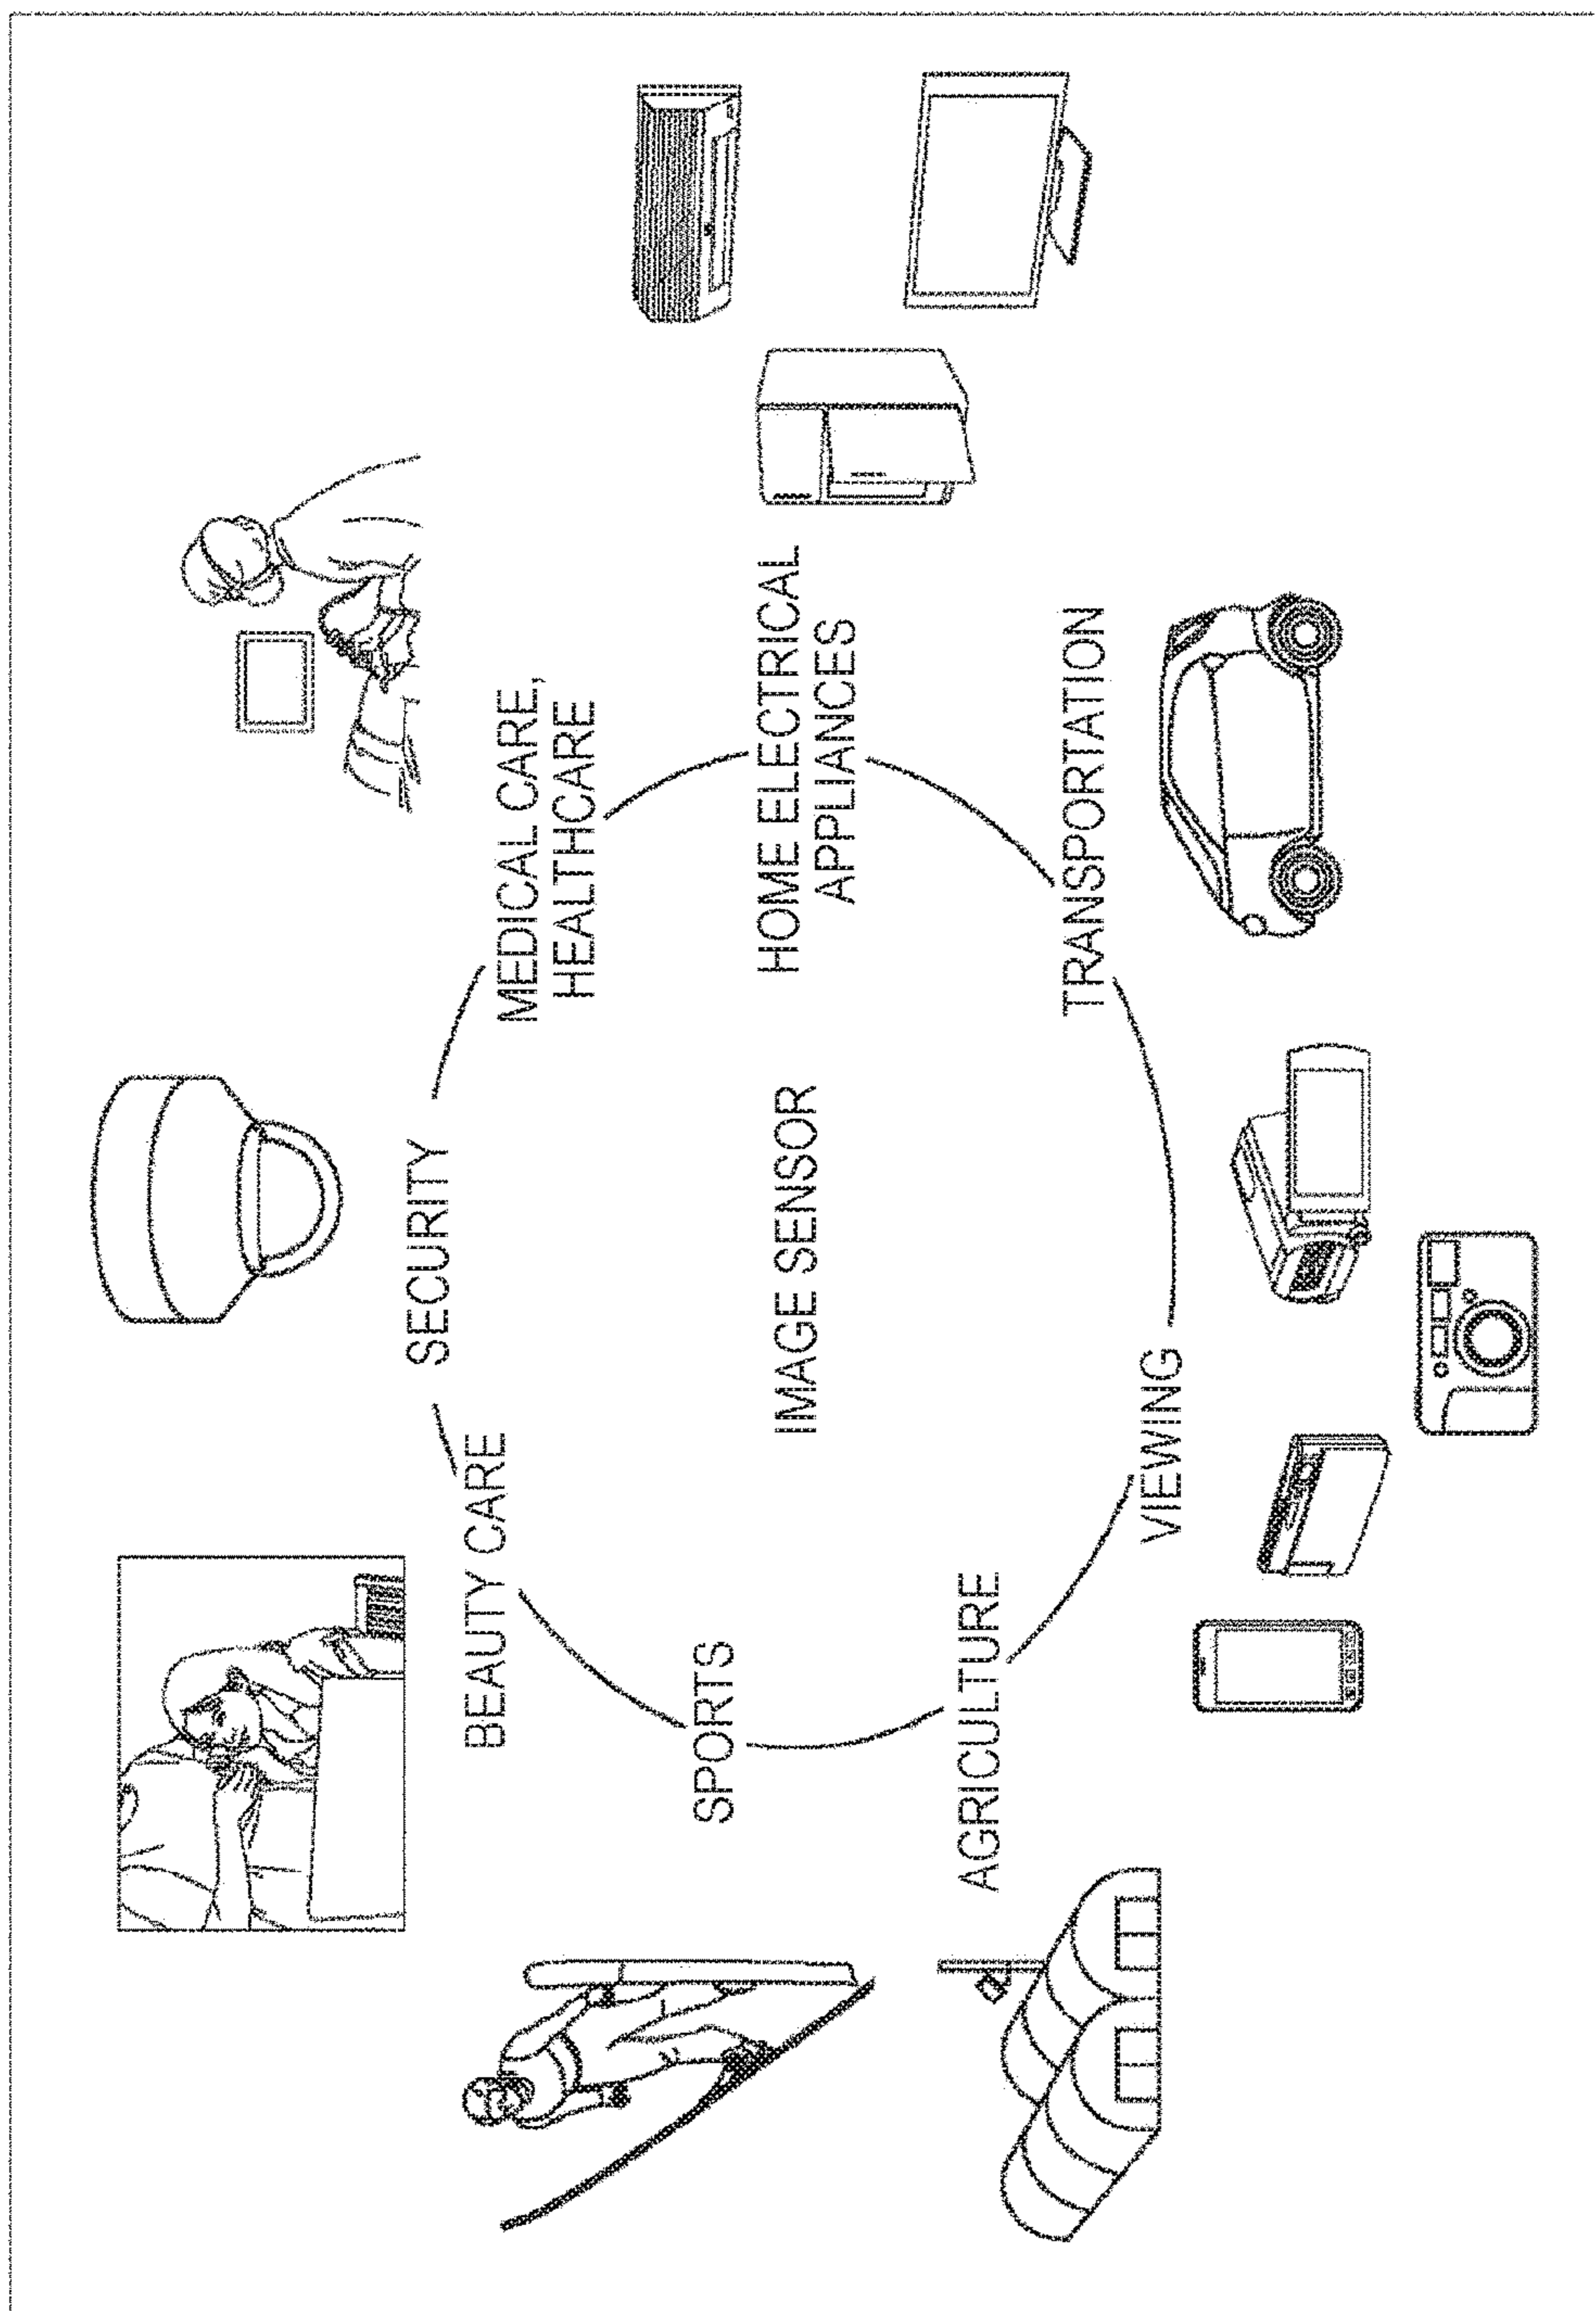 SECURITY
BEAUTY CARE
MEDICAL CARE,
HEALTHCARE
SPORTS
IMAGE SENSOR
HOME ELECTRICAL
APPLIANCES
AGRICULTURE
TRANSPORTATION
VIEWING